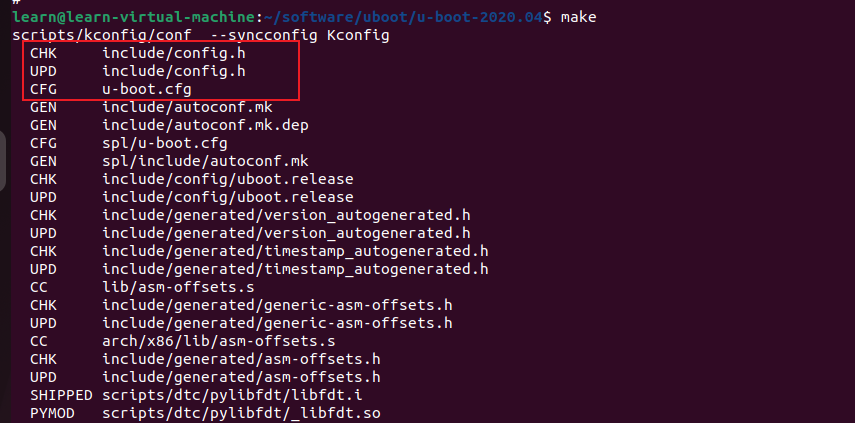 #
learn@learn-virtual-machine:~/software/uboot/u-boot-2020.04$ make
scripts/kconfig/conf  --syncconfig Kconfig
  CHK     include/config.h
  UPD     include/config.h
  CFG     u-boot.cfg
  GEN     include/autoconf.mk
  GEN     include/autoconf.mk.dep
  CFG     spl/u-boot.cfg
  GEN     spl/include/autoconf.mk
  CHK     include/config/uboot.release
  UPD     include/config/uboot.release
  CHK     include/generated/version_autogenerated.h
  UPD     include/generated/version_autogenerated.h
  CHK     include/generated/timestamp_autogenerated.h
  UPD     include/generated/timestamp_autogenerated.h
  CC      lib/asm-offsets.s
  CHK     include/generated/generic-asm-offsets.h
  UPD     include/generated/generic-asm-offsets.h
  CC      arch/x86/lib/asm-offsets.s
  CHK     include/generated/asm-offsets.h
  UPD     include/generated/asm-offsets.h
  SHIPPED scripts/dtc/pylibfdt/libfdt.i
  PYMOD   scripts/dtc/pylibfdt/_libfdt.so